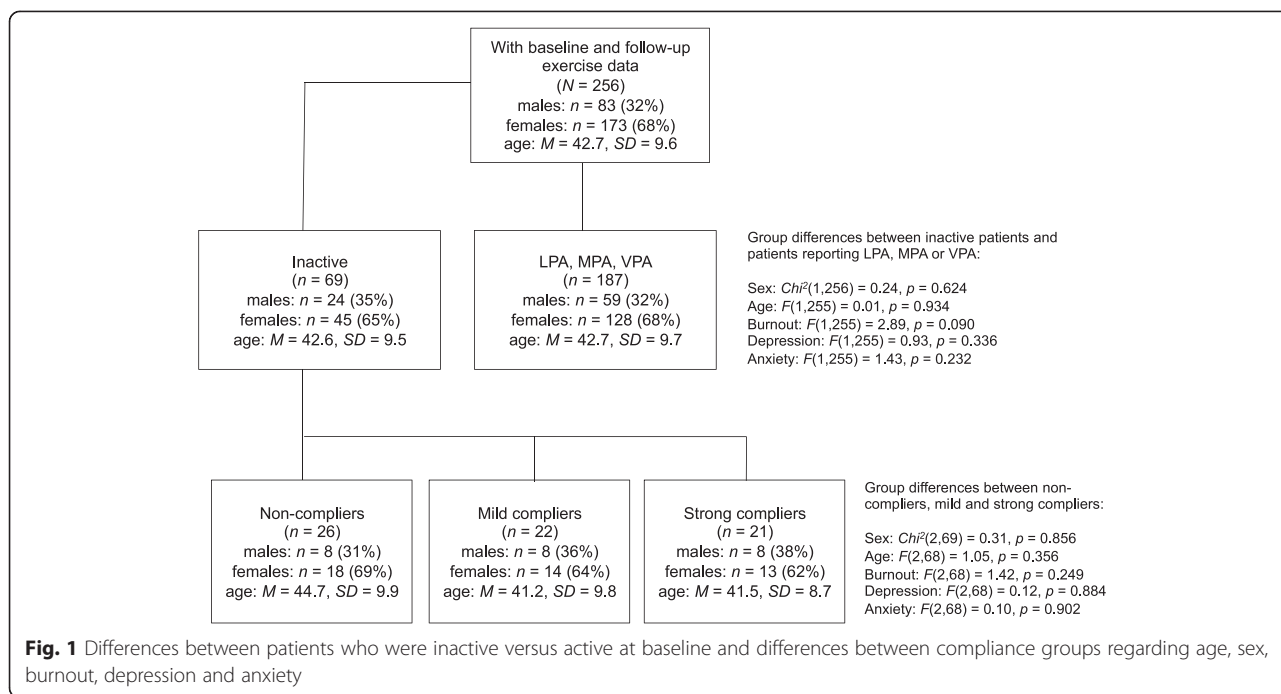 With baseline and follow-up
exercise data
(N = 256)
males: n = 83 (32%)
females: n = 173 (68%)
age: M = 42.7, SD = 9.6
Inactive
(n = 69)
males: n = 24 (35%)
females: n = 45 (65%)
age: M = 42.6, SD = 9.5
LPA, MPA, VPA
(n = 187)
males: n = 59 (32%)
females: n = 128 (68%)
age: M = 42.7, SD = 9.7
Group differences between inactive patients and
patients reporting LPA, MPA or VPA:
Sex: Chi²(1,256) = 0.24, p = 0.624
Age: F(1,255) = 0.01, p = 0.934
Burnout: F(1,255) = 2.89, p = 0.090
Depression: F(1,255) = 0.93, p = 0.336
Anxiety: F(1,255) = 1.43, p = 0.232
Non-compliers
(n = 26)
males: n = 8 (31%)
females: n = 18 (69%)
age: M = 44.7, SD = 9.9
Mild compliers
(n = 22)
males: n = 8 (36%)
females: n = 14 (64%)
age: M = 41.2, SD = 9.8
Strong compliers
(n = 21)
males: n = 8 (38%)
females: n = 13 (62%)
age: M = 41.5, SD = 8.7
Group differences between non-
compliers, mild and strong compliers:
Sex: Chi²(2,69) = 0.31, p = 0.856
Age: F(2,68) = 1.05, p = 0.356
Burnout: F(2,68) = 1.42, p = 0.249
Depression: F(2,68) = 0.12, p = 0.884
Anxiety: F(2,68) = 0.10, p = 0.902
Fig. 1 Differences between patients who were inactive versus active at baseline and differences between compliance groups regarding age, sex,
burnout, depression and anxiety